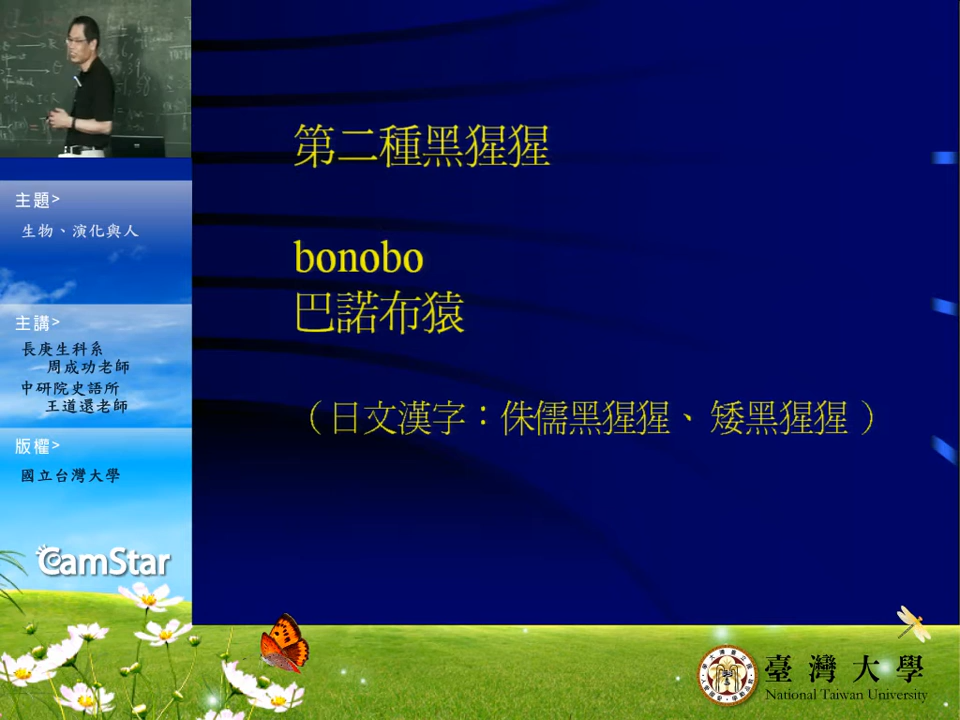 主題>
生物、演化與人
主講>
長庚生科系
周成功老師
中研院史語所
王道還老師
版權>
國立台灣大學
CamStar
第二種黑猩猩
bonobo
巴諾布猿
（日文漢字：侏儒黑猩猩、矮黑猩猩）
臺灣大學
National Taiwan University